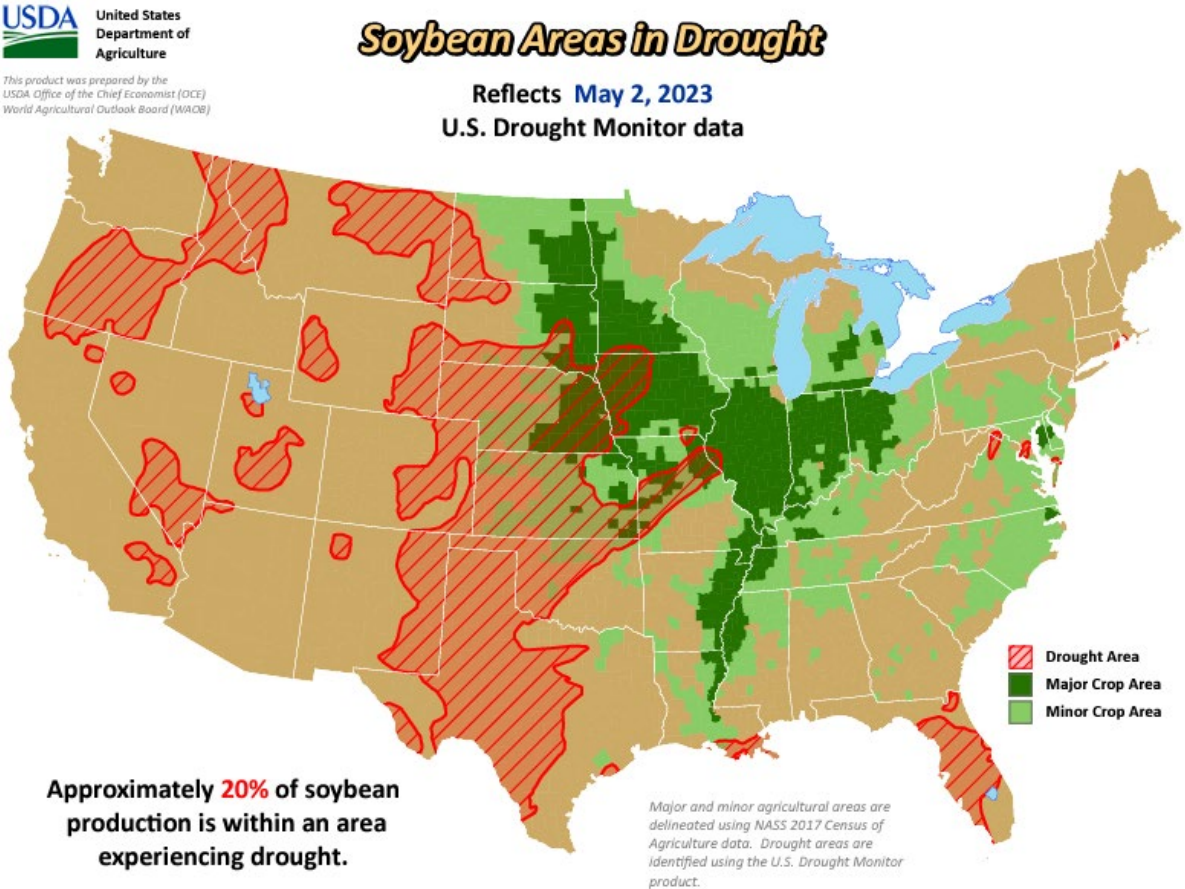 USDA
United States
Department of
Agriculture
This product was prepared by the
USDA Office of the Chief Economist (OCE)
World Agricultural Outlook Board (WAOB)
Soybean Areas in Drought
Reflects May 2, 2023
U.S. Drought Monitor data
Drought Area
Major Crop Area
Minor Crop Area
Approximately 20% of soybean
production is within an area
experiencing drought.
Major and minor agricultural areas are
delineated using NASS 2017 Census of
Agriculture data. Drought areas are
identified using the U.S. Drought Monitor
product.